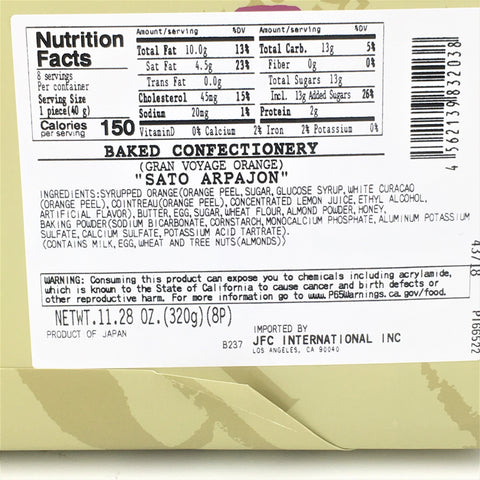 Nutrition Facts
8 servings
Per container
Serving Size
1 piece(40 g)
Calories 150
per serving
Amount/serving %DV Amount/serving %DV
Total Fat 10.0g 13% Total Carb. 13g 5%
Sat Fat 4.5g 23% Fiber 0g 0%
Trans Fat 0.0g Total Sugars 13g
Cholesterol 45mg 15% Incl. 13g Added Sugars 26%
Sodium 20mg 1% Protein 2g
VitaminD 0% Calcium 2% Iron 2% Potassium 0%
BAKED CONFECTIONERY
(GRAN VOYAGE ORANGE)
"SATO ARPAJON"
INGREDIENTS:SYRUPPED ORANGE(ORANGE PEEL, SUGAR, GLUCOSE SYRUP, WHITE CURACAO
(ORANGE PEEL), COINTREAU(ORANGE PEEL), CONCENTRATED LEMON JUICE, ETHYL ALCOHOL,
ARTIFICIAL FLAVOR), BUTTER, EGG, SUGAR, WHEAT FLOUR, ALMOND POWDER, HONEY,
BAKING POWDER(SODIUM BICARBONATE, CORNSTARCH, MONOCALCIUM PHOSPHATE, ALUMINUM POTASSIUM
SULFATE, CALCIUM SULFATE, POTASSIUM ACID TARTRATE).
(CONTAINS MILK, EGG, WHEAT AND TREE NUTS(ALMONDS))
WARNING: Consuming this product can expose you to chemicals including acrylamide,
which is known to the State of California to cause cancer and birth defects or
other reproductive harm. For more information go to www.P65Warnings.ca.gov/food.
NETWT.11.28 OZ.(320g)(8P)
PRODUCT OF JAPAN
B237
IMPORTED BY
JFC INTERNATIONAL INC
LOS ANGELES, CA 90040
4 562139 832038
43/18
P166522